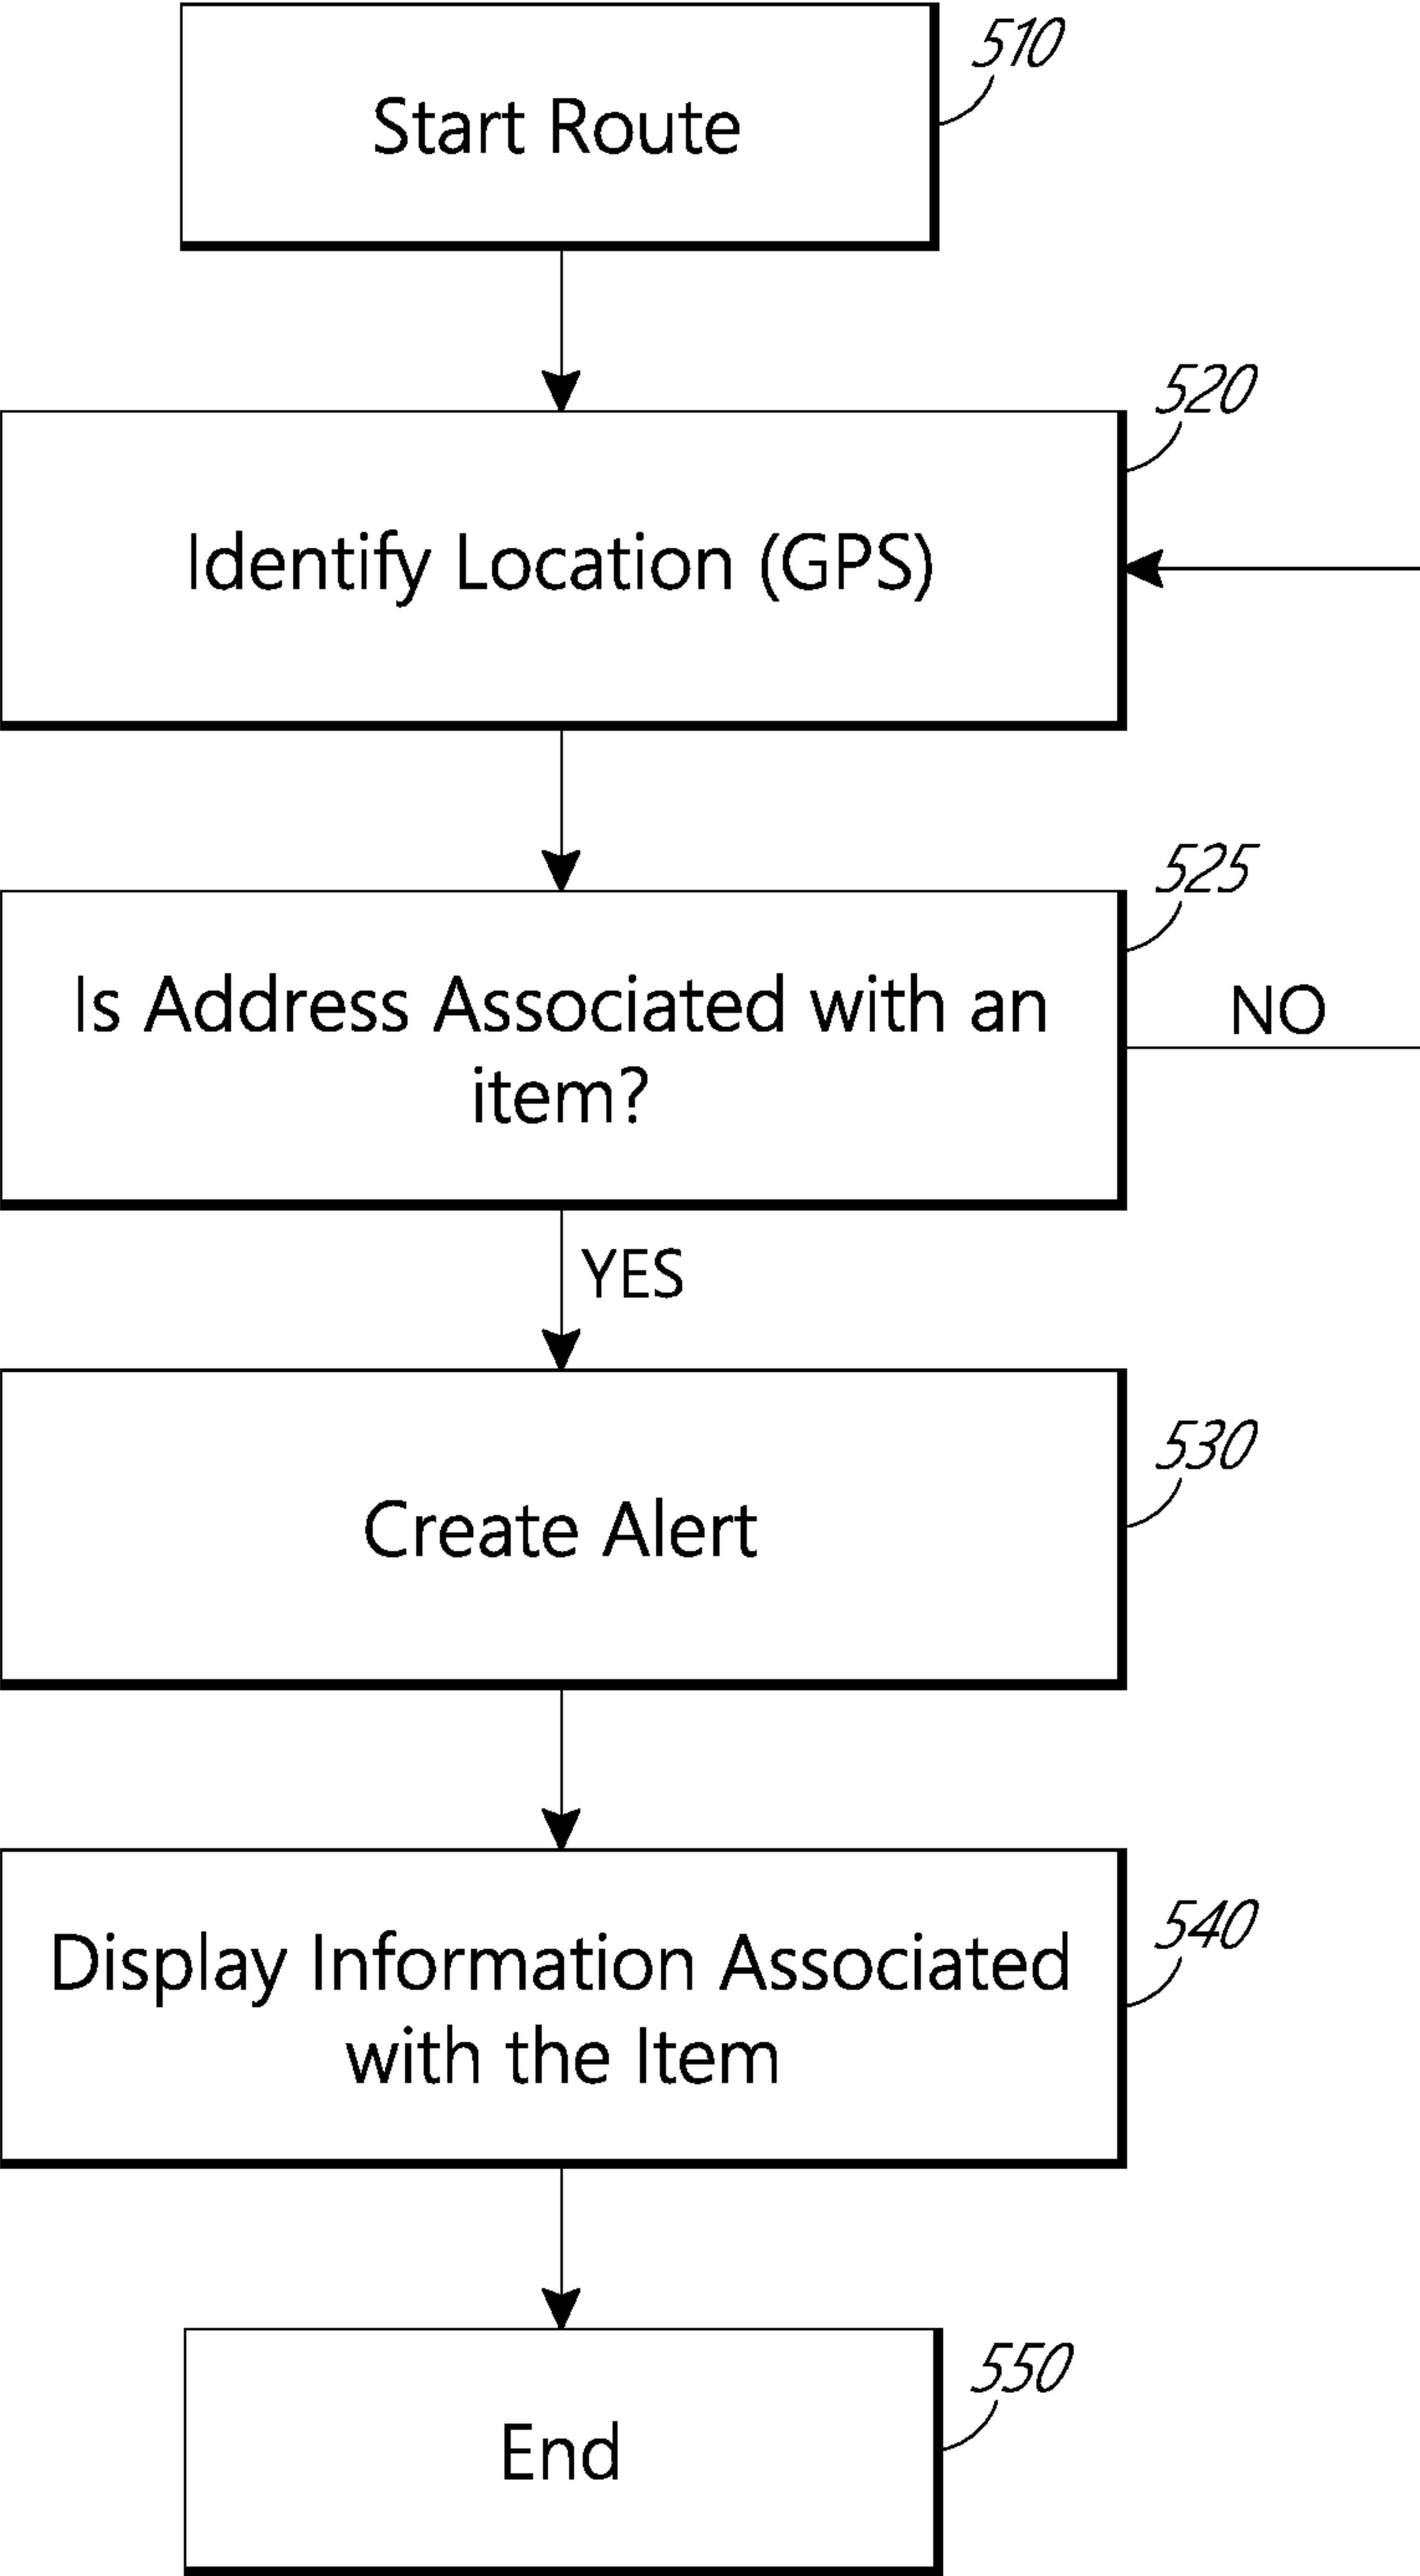 510
Start Route
520
Identify Location (GPS)
525
Is Address Associated with an
item?
NO
YES
530
Create Alert
540
Display Information Associated
with the Item
550
End